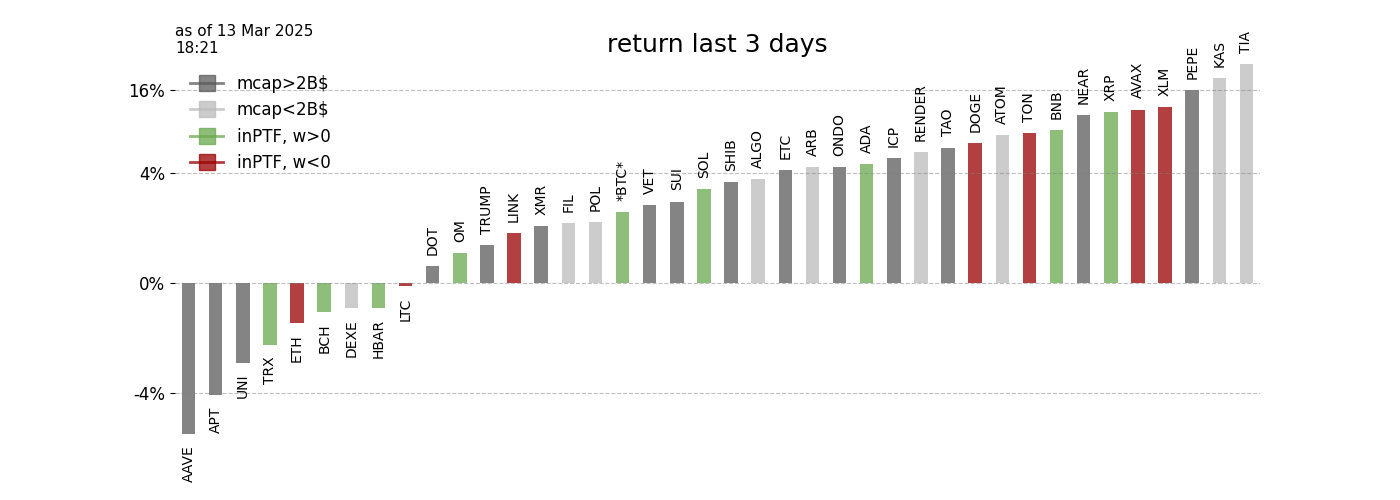 as of 13 Mar 2025
18:21
return last 3 days
mcap>2B$
mcap<2B$
inPTF, w>0
inPTF, w<0
16%
4%
0%
-4%
AAVE
APT
UNI
TRX
ETH
BCH
DEXE
HBAR
LTC
DOT
OM
TRUMP
LINK
XMR
FIL
POL
*BTC*
VET
SUI
SOL
SHIB
ALGO
ETC
ARB
ONDO
ADA
ICP
RENDER
TAO
DOGE
ATOM
TON
BNB
NEAR
XRP
AVAX
XLM
PEPE
KAS
TIA